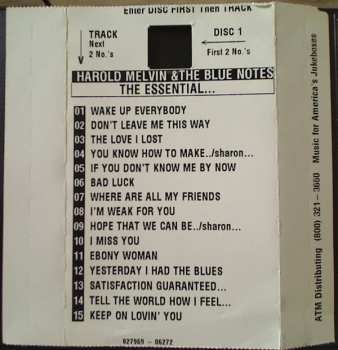 Enter DISC FIRST Then TRACK
TRACK
Next
2 No.'s
DISC 1
First 2 No.'s
HAROLD MELVIN & THE BLUE NOTES
THE ESSENTIAL...
01 WAKE UP EVERYBODY
02 DON'T LEAVE ME THIS WAY
03 THE LOVE I LOST
04 YOU KNOW HOW TO MAKE../sharon...
05 IF YOU DON'T KNOW ME BY NOW
06 BAD LUCK
07 WHERE ARE ALL MY FRIENDS
08 I'M WEAK FOR YOU
09 HOPE THAT WE CAN BE../sharon...
10 I MISS YOU
11 EBONY WOMAN
12 YESTERDAY I HAD THE BLUES
13 SATISFACTION GUARANTEED...
14 TELL THE WORLD HOW I FEEL...
15 KEEP ON LOVIN' YOU
027969 - 06272
ATM Distributing (800) 321-3660 Music for America's Jukeboxes